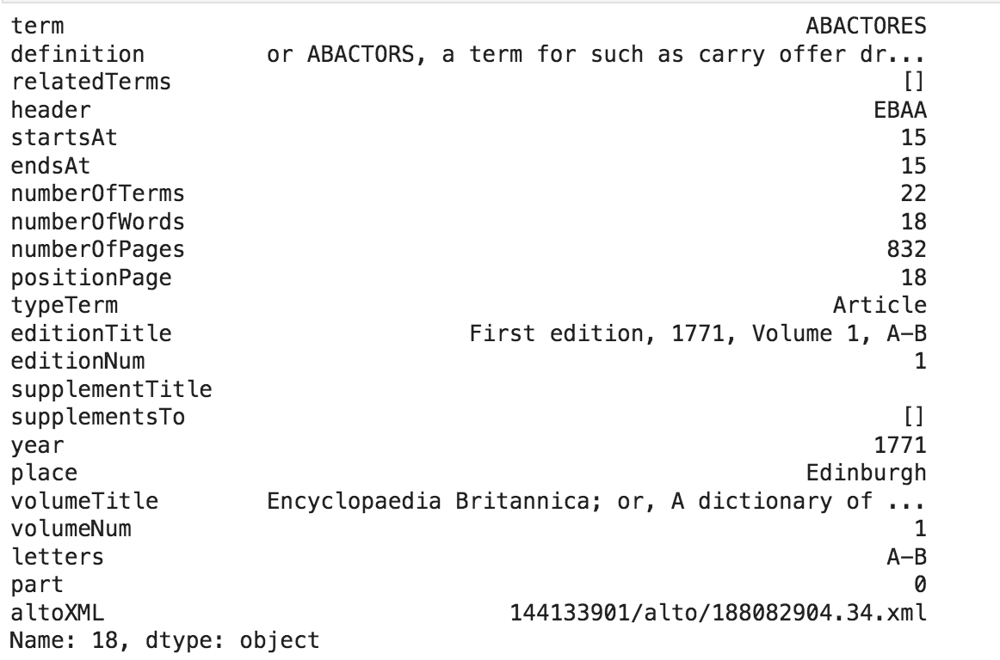 term ABACTORES
definition or ABACTORS, a term for such as carry offer dr...
relatedTerms []
header EBAA
startsAt 15
endsAt 15
numberOfTerms 22
numberOfWords 18
numberOfPages 832
positionPage 18
typeTerm Article
editionTitle First edition, 1771, Volume 1, A-B
editionNum 1
supplementTitle
supplementsTo []
year 1771
place Edinburgh
volumeTitle Encyclopaedia Britannica; or, A dictionary of ...
volumeNum 1
letters A-B
part 0
altoXML 144133901/alto/188082904.34.xml
Name: 18, dtype: object